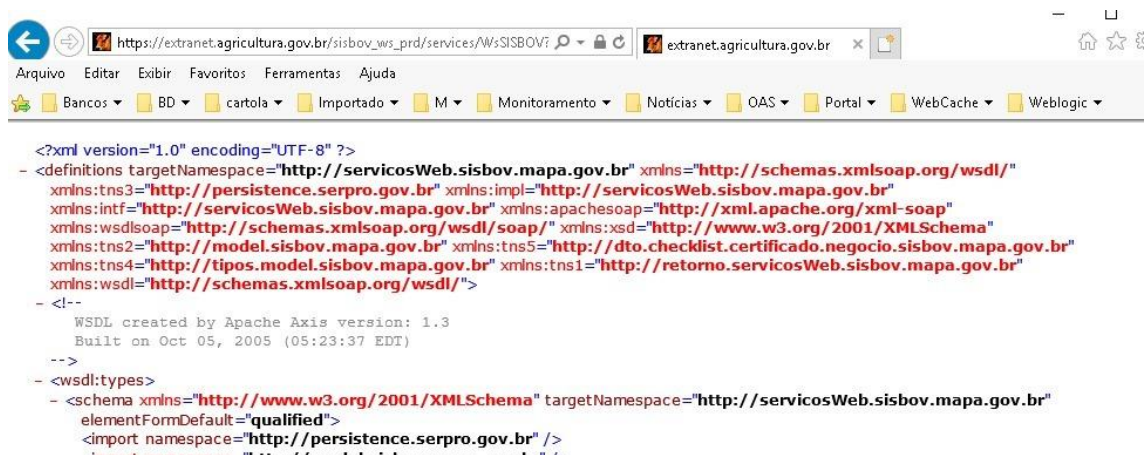 https://extranet.agricultura.gov.br/sisbov_ws_prd/services/WsSISBOV?
extranet.agricultura.gov.br
Arquivo Editar Exibir Favoritos Ferramentas Ajuda
Bancos BD cartola Importado M Monitoramento Notícias OAS Portal WebCache Weblogic
<?xml version="1.0" encoding="UTF-8" ?>
- <definitions targetNamespace="http://servicosWeb.sisbov.mapa.gov.br" xmlns="http://schemas.xmlsoap.org/wsdl/"
xmlns:tns3="http://persistence.serpro.gov.br" xmlns:impl="http://servicosWeb.sisbov.mapa.gov.br"
xmlns:intf="http://servicosWeb.sisbov.mapa.gov.br" xmlns:apachesoap="http://xml.apache.org/xml-soap"
xmlns:wsdlsoap="http://schemas.xmlsoap.org/wsdl/soap/" xmlns:xsd="http://www.w3.org/2001/XMLSchema"
xmlns:tns2="http://model.sisbov.mapa.gov.br" xmlns:tns5="http://dto.checklist.certificado.negocio.sisbov.mapa.gov.br"
xmlns:tns4="http://tipos.model.sisbov.mapa.gov.br" xmlns:tns1="http://retorno.servicosWeb.sisbov.mapa.gov.br"
xmlns:wsdl="http://schemas.xmlsoap.org/wsdl/">
- <!--
WSDL created by Apache Axis version: 1.3
Built on Oct 05, 2005 (05:23:37 EDT)
-->
- <wsdl:types>
- <schema xmlns="http://www.w3.org/2001/XMLSchema" targetNamespace="http://servicosWeb.sisbov.mapa.gov.br"
elementFormDefault="qualified">
<import namespace="http://persistence.serpro.gov.br" />